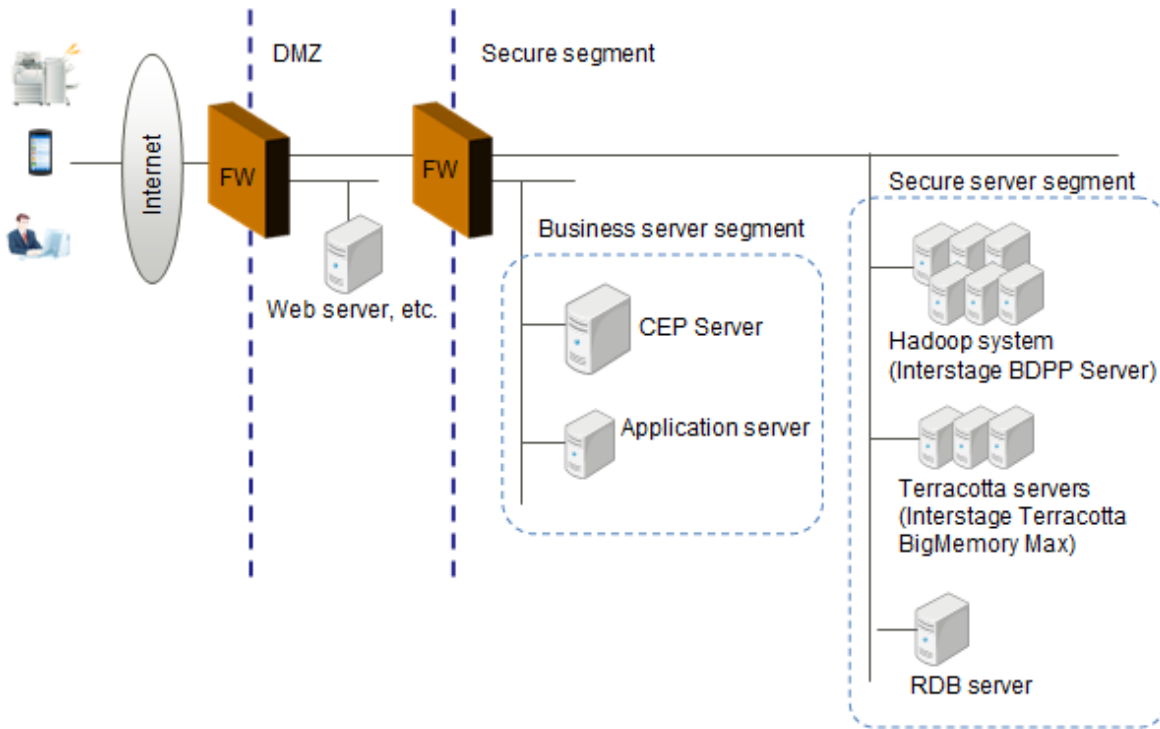 DMZ
Secure segment
Internet
FW
FW
Secure server segment
Business server segment
Web server, etc.
CEP Server
Hadoop system
(Interstage BDPP Server)
Application server
Terracotta servers
(Interstage Terracotta
BigMemory Max)
RDB server